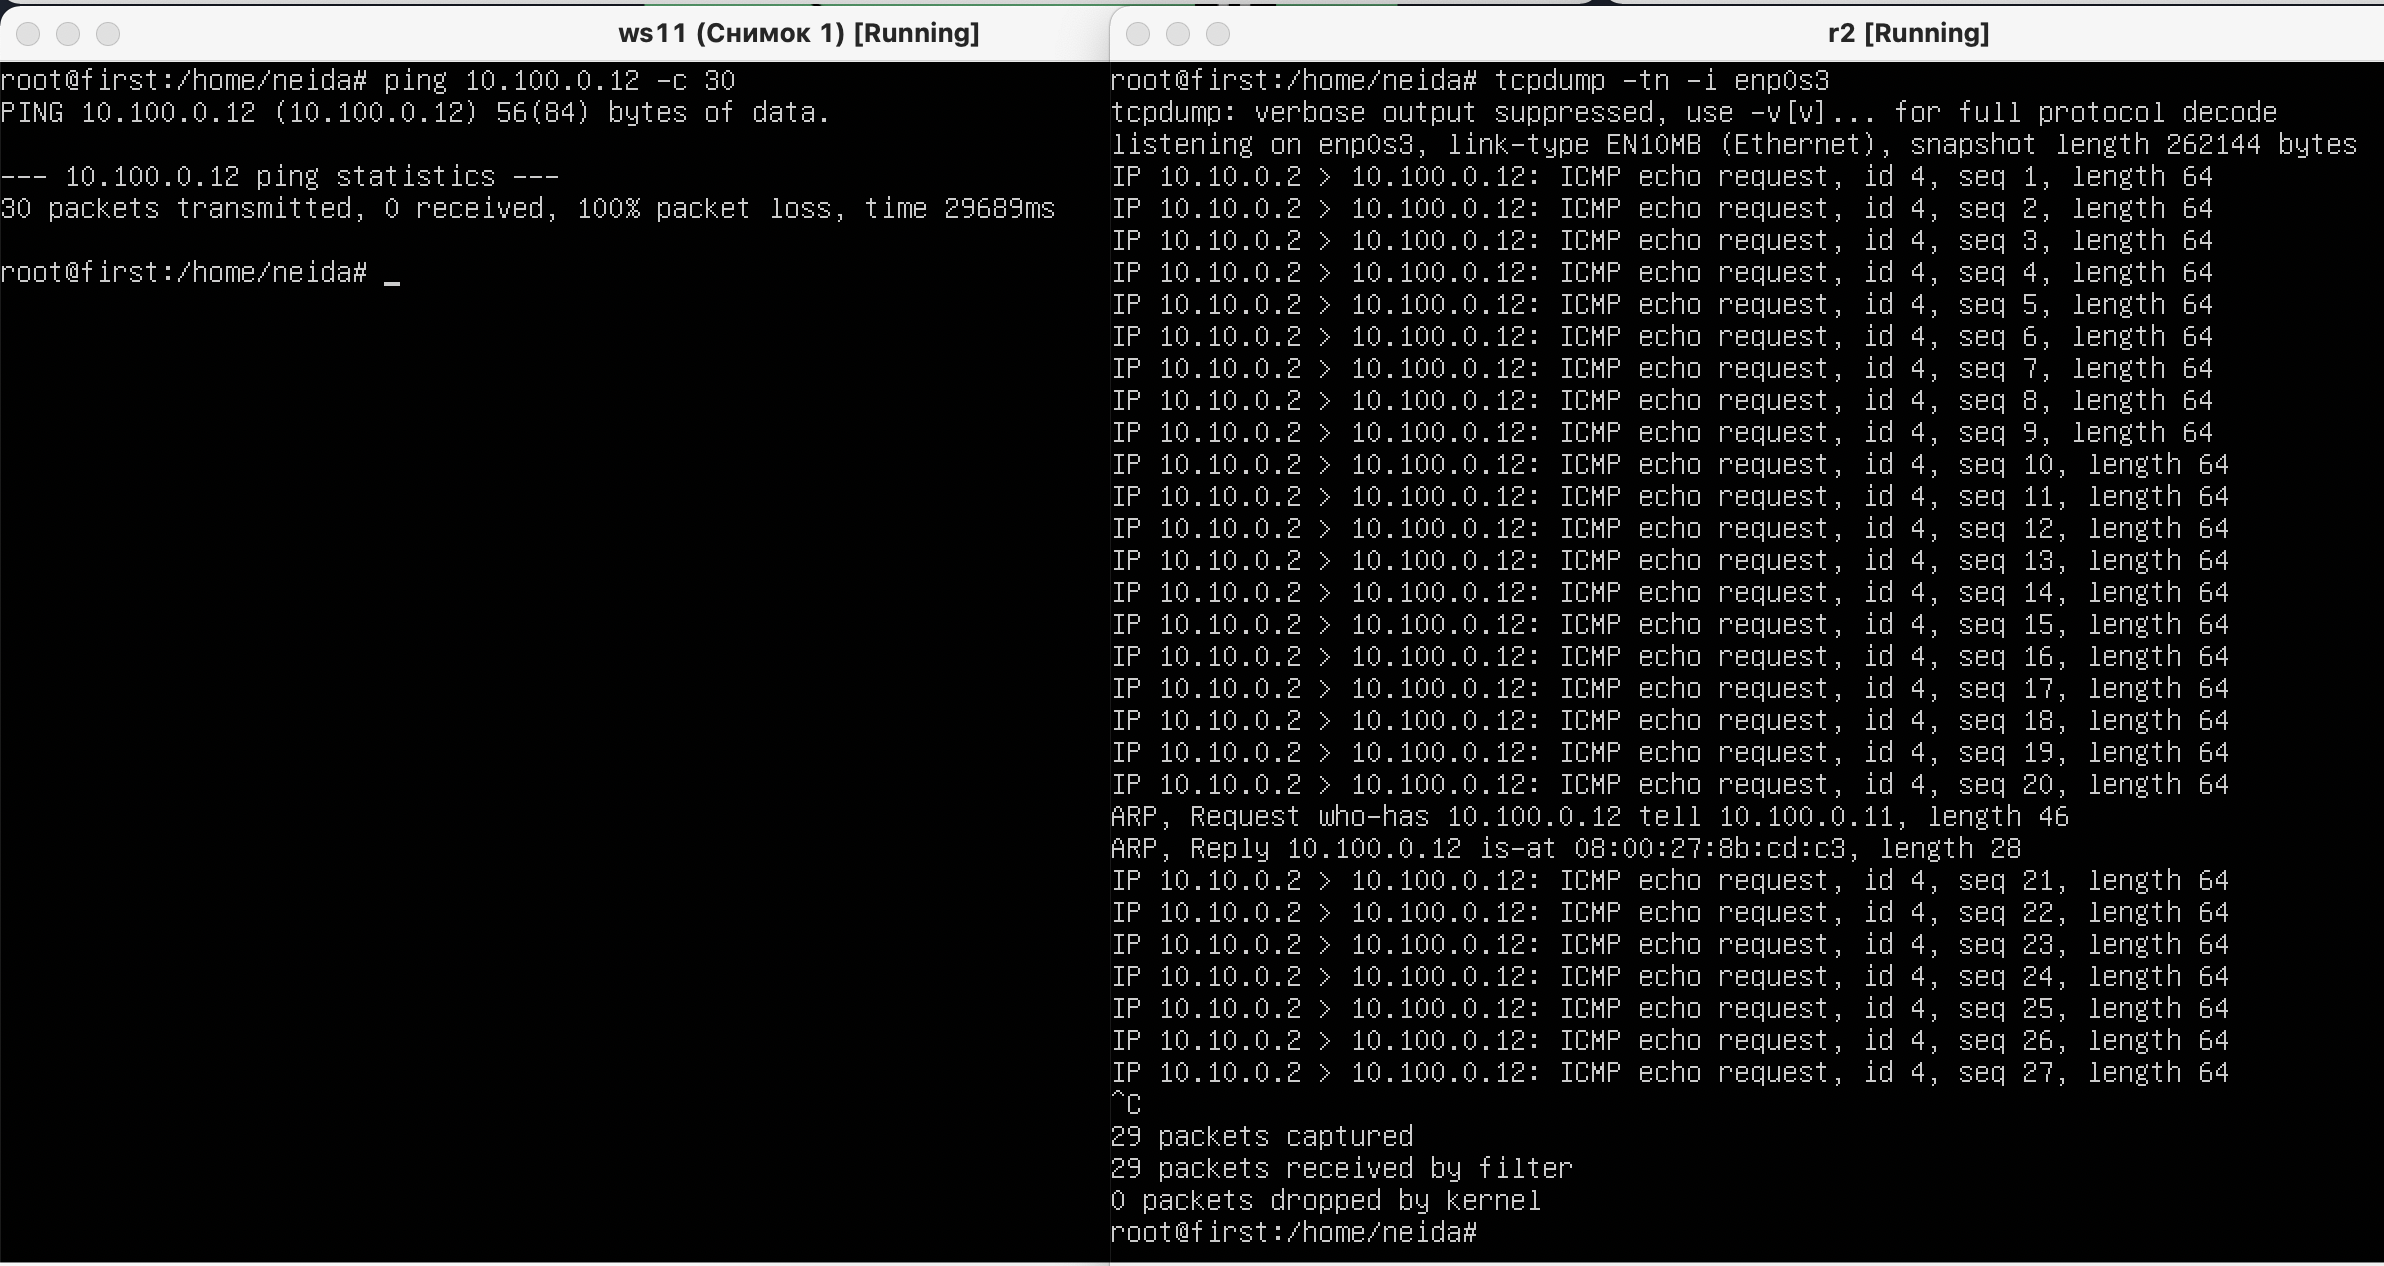 ws11 (Снимок 1) [Running]
root@first:/home/neida# ping 10.100.0.12 -c 30
PING 10.100.0.12 (10.100.0.12) 56(84) bytes of data.
--- 10.100.0.12 ping statistics ---
30 packets transmitted, 0 received, 100% packet loss, time 29689ms
root@first:/home/neida# _
r2 [Running]
root@first:/home/neida# tcpdump -tn -i enp0s3
tcpdump: verbose output suppressed, use -v[v]... for full protocol decode
listening on enp0s3, link-type EN10MB (Ethernet), snapshot length 262144 bytes
IP 10.10.0.2 > 10.100.0.12: ICMP echo request, id 4, seq 1, length 64
IP 10.10.0.2 > 10.100.0.12: ICMP echo request, id 4, seq 2, length 64
IP 10.10.0.2 > 10.100.0.12: ICMP echo request, id 4, seq 3, length 64
IP 10.10.0.2 > 10.100.0.12: ICMP echo request, id 4, seq 4, length 64
IP 10.10.0.2 > 10.100.0.12: ICMP echo request, id 4, seq 5, length 64
IP 10.10.0.2 > 10.100.0.12: ICMP echo request, id 4, seq 6, length 64
IP 10.10.0.2 > 10.100.0.12: ICMP echo request, id 4, seq 7, length 64
IP 10.10.0.2 > 10.100.0.12: ICMP echo request, id 4, seq 8, length 64
IP 10.10.0.2 > 10.100.0.12: ICMP echo request, id 4, seq 9, length 64
IP 10.10.0.2 > 10.100.0.12: ICMP echo request, id 4, seq 10, length 64
IP 10.10.0.2 > 10.100.0.12: ICMP echo request, id 4, seq 11, length 64
IP 10.10.0.2 > 10.100.0.12: ICMP echo request, id 4, seq 12, length 64
IP 10.10.0.2 > 10.100.0.12: ICMP echo request, id 4, seq 13, length 64
IP 10.10.0.2 > 10.100.0.12: ICMP echo request, id 4, seq 14, length 64
IP 10.10.0.2 > 10.100.0.12: ICMP echo request, id 4, seq 15, length 64
IP 10.10.0.2 > 10.100.0.12: ICMP echo request, id 4, seq 16, length 64
IP 10.10.0.2 > 10.100.0.12: ICMP echo request, id 4, seq 17, length 64
IP 10.10.0.2 > 10.100.0.12: ICMP echo request, id 4, seq 18, length 64
IP 10.10.0.2 > 10.100.0.12: ICMP echo request, id 4, seq 19, length 64
IP 10.10.0.2 > 10.100.0.12: ICMP echo request, id 4, seq 20, length 64
ARP, Request who-has 10.100.0.12 tell 10.100.0.11, length 46
ARP, Reply 10.100.0.12 is-at 08:00:27:8b:cd:c3, length 28
IP 10.10.0.2 > 10.100.0.12: ICMP echo request, id 4, seq 21, length 64
IP 10.10.0.2 > 10.100.0.12: ICMP echo request, id 4, seq 22, length 64
IP 10.10.0.2 > 10.100.0.12: ICMP echo request, id 4, seq 23, length 64
IP 10.10.0.2 > 10.100.0.12: ICMP echo request, id 4, seq 24, length 64
IP 10.10.0.2 > 10.100.0.12: ICMP echo request, id 4, seq 25, length 64
IP 10.10.0.2 > 10.100.0.12: ICMP echo request, id 4, seq 26, length 64
IP 10.10.0.2 > 10.100.0.12: ICMP echo request, id 4, seq 27, length 64
^C
29 packets captured
29 packets received by filter
0 packets dropped by kernel
root@first:/home/neida#